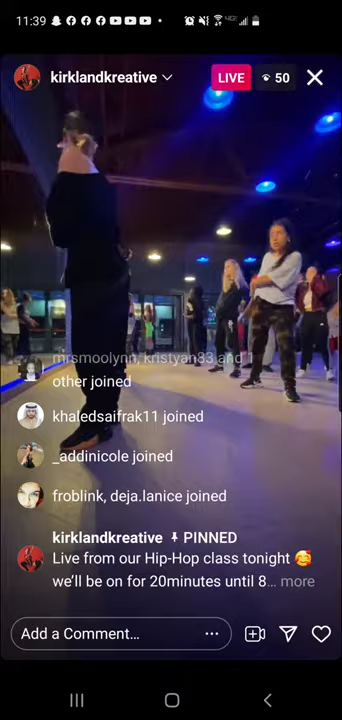 11:39
kirklandkreative
LIVE
50
mrsmoolynn, kristyan83 and 1
other joined
khaledsaifrak11 joined
_addinicole joined
froblink, deja.lanice joined
kirklandkreative PINNED
Live from our Hip-Hop class tonight 🥰
we'll be on for 20minutes until 8... more
Add a Comment...